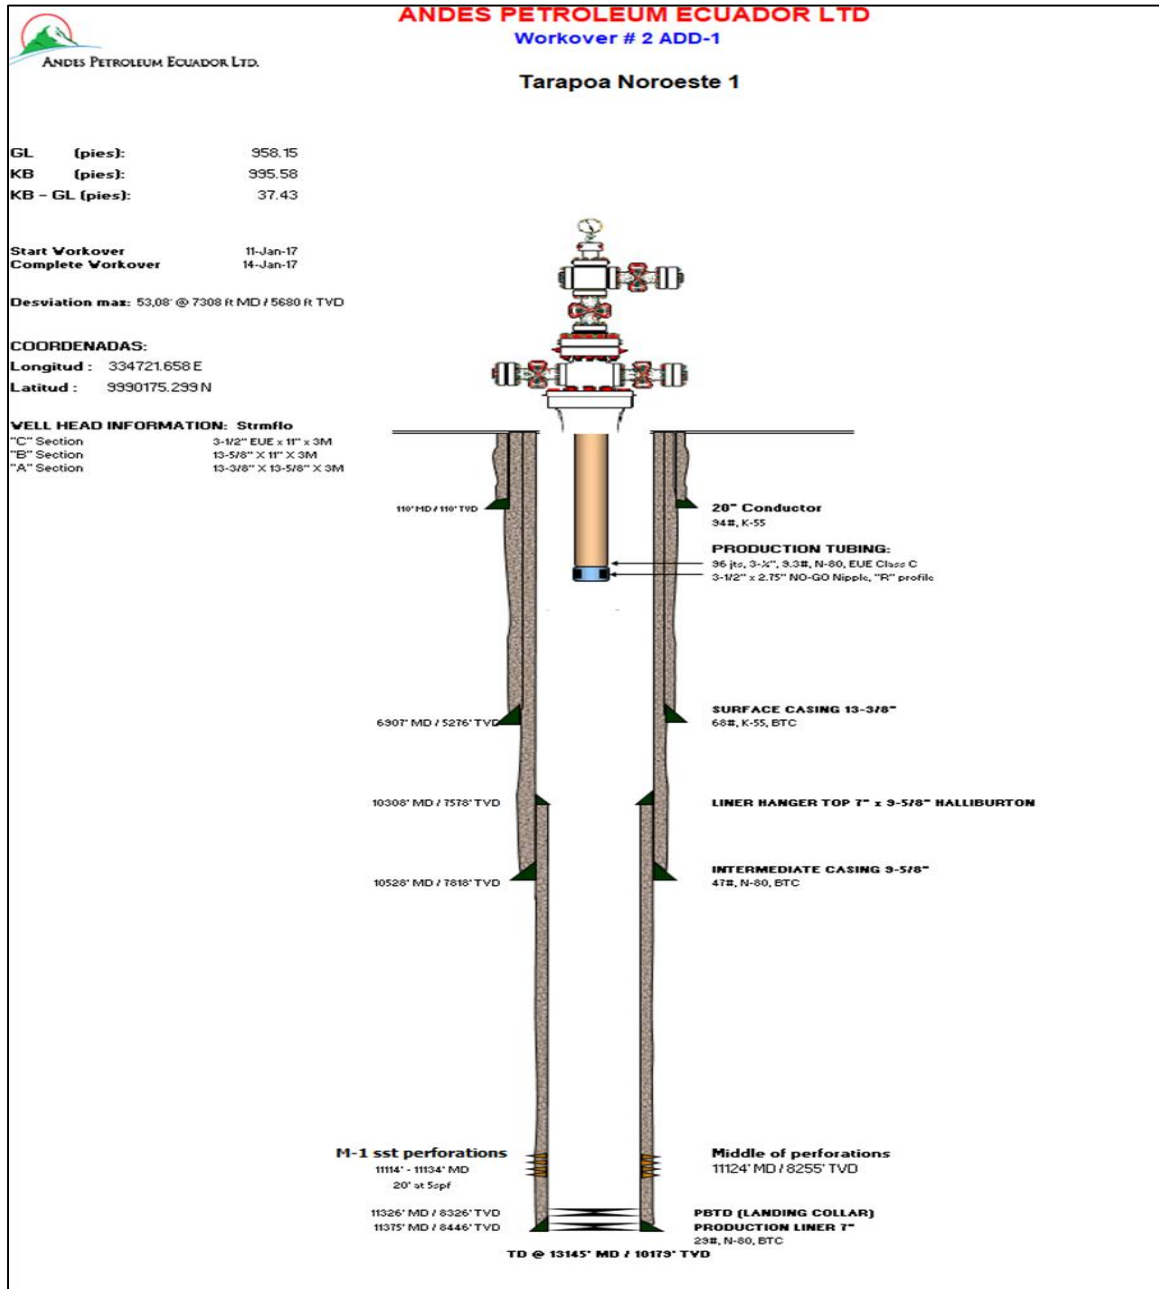 ANDES PETROLEUM ECUADOR LTD
Workover # 2 ADD-1
ANDES PETROLEUM ECUADOR LTD.
Tarapoa Noroeste 1
GL (pies): 958.15
KB (pies): 995.58
KB - GL (pies): 37.43
Start Workover 11-Jan-17
Complete Workover 14-Jan-17
Desviation max: 53,08° @ 7308 ft MD / 5680 ft TVD
COORDENADAS:
Longitud : 334721.658 E
Latitud : 9990175.299 N
WELL HEAD INFORMATION: Strmflo
"C" Section 3-1/2" EUE x 11" x 3M
"B" Section 13-5/8" X 11" X 3M
"A" Section 13-3/8" X 13-5/8" X 3M
110' MD / 110' TVD
20" Conductor
94#, K-55
PRODUCTION TUBING:
96 jts, 3-½", 9.3#, N-80, EUE Class C
3-1/2" x 2.75" NO-GO Nipple, "R" profile
6907' MD / 5276' TVD
SURFACE CASING 13-3/8"
68#, K-55, BTC
10308' MD / 7578' TVD
LINER HANGER TOP 7" x 9-5/8" HALLIBURTON
10528' MD / 7818' TVD
INTERMEDIATE CASING 9-5/8"
47#, N-80, BTC
M-1 sst perforations
11114' - 11134' MD
20' at 5spf
Middle of perforations
11124' MD / 8255' TVD
11326' MD / 8326' TVD
PBTD (LANDING COLLAR)
11375' MD / 8446' TVD
PRODUCTION LINER 7"
29#, N-80, BTC
TD @ 13145' MD / 10179' TVD